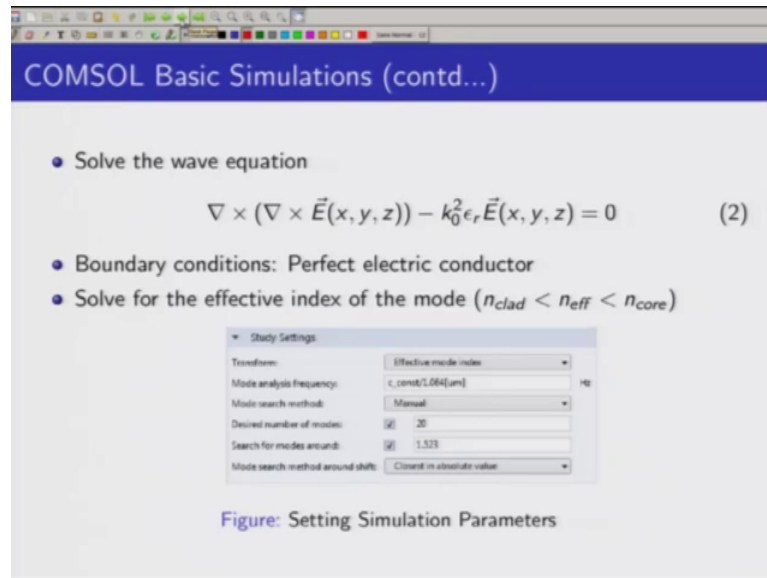 COMSOL Basic Simulations (contd...)
Solve the wave equation
∇ × (∇ × E⃗(x, y, z)) − k₀²ϵᵣE⃗(x, y, z) = 0 (2)
Boundary conditions: Perfect electric conductor
Solve for the effective index of the mode (n_clad < n_eff < n_core)
Study Settings
Transform: Effective mode index
Mode analysis frequency: c_const/1.064[um] Hz
Mode search method: Manual
Desired number of modes: 20
Search for modes around: 1.523
Mode search method around shift: Closest in absolute value
Figure: Setting Simulation Parameters